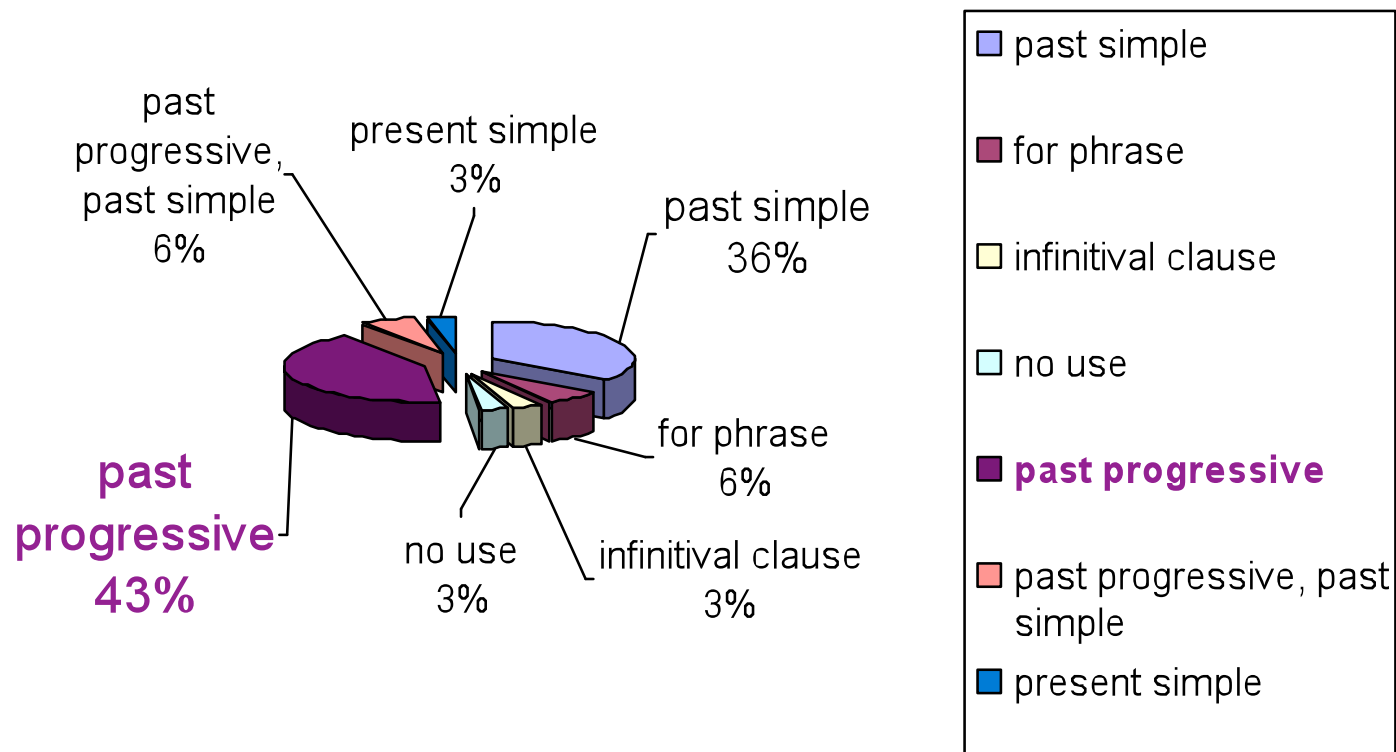 past
progressive,
past simple
6%
present simple
3%
past simple
36%
for phrase
6%
infinitival clause
3%
no use
3%
past
progressive
43%
past simple
for phrase
infinitival clause
no use
past progressive
past progressive, past
simple
present simple